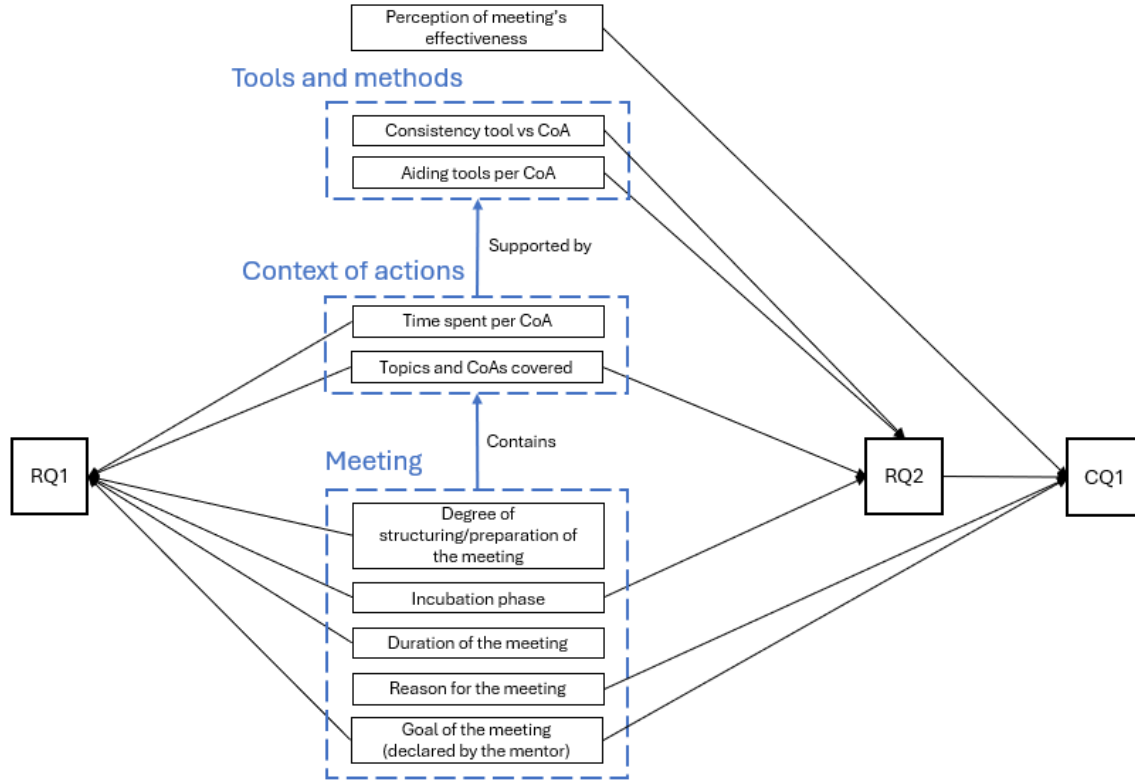 Perception of meeting's
effectiveness
Tools and methods
Consistency tool vs CoA
Aiding tools per CoA
Supported by
Context of actions
Time spent per CoA
Topics and CoAs covered
Contains
RQ1
Meeting
RQ2
CQ1
Degree of
structuring/preparation of
the meeting
Incubation phase
Duration of the meeting
Reason for the meeting
Goal of the meeting
(declared by the mentor)